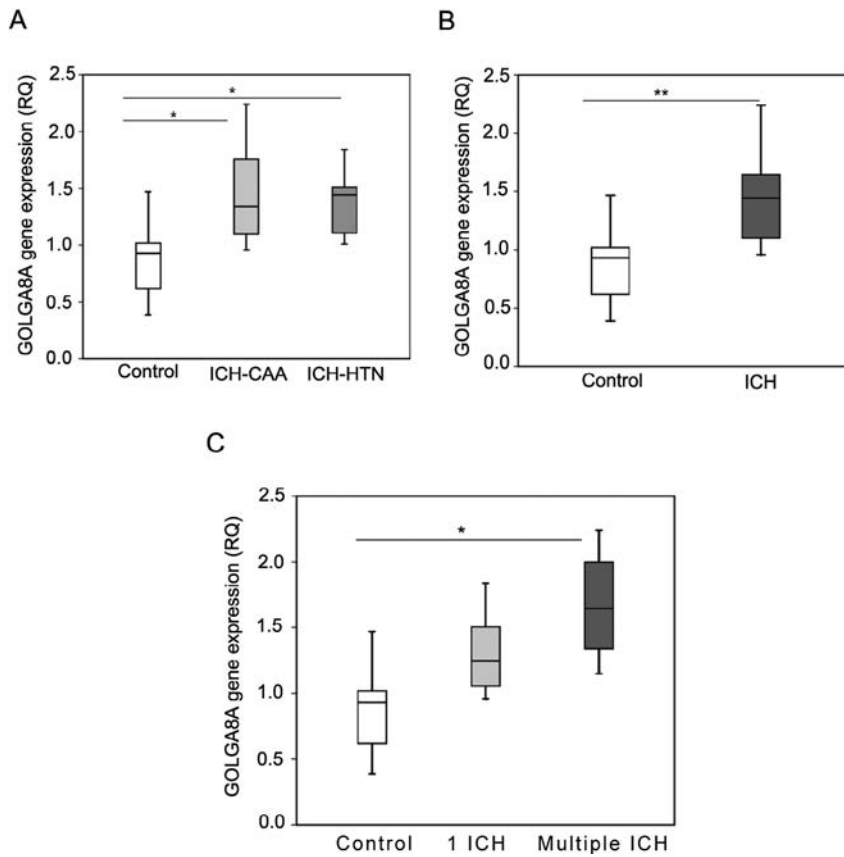 A
GOLGA8A gene expression (RQ)
2.5
2.0
1.5
1.0
0.5
0.0
*
*
Control ICH-CAA ICH-HTN
B
GOLGA8A gene expression (RQ)
2.5
2.0
1.5
1.0
0.5
0.0
**
Control ICH
C
GOLGA8A gene expression (RQ)
2.5
2.0
1.5
1.0
0.5
0.0
*
Control 1 ICH Multiple ICH